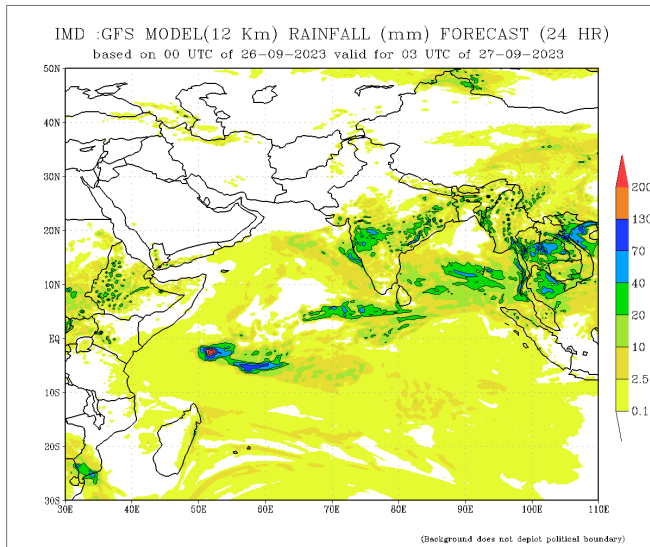 IMD :GFS MODEL(12 Km) RAINFALL (mm) FORECAST (24 HR)
based on 00 UTC of 26-09-2023 valid for 03 UTC of 27-09-2023
50N
40N
30N
20N
10N
EQ
10S
20S
30S
30E 40E 50E 60E 70E 80E 90E 100E 110E
200
130
70
40
20
10
2.5
0.1
(Background does not depict political boundary)